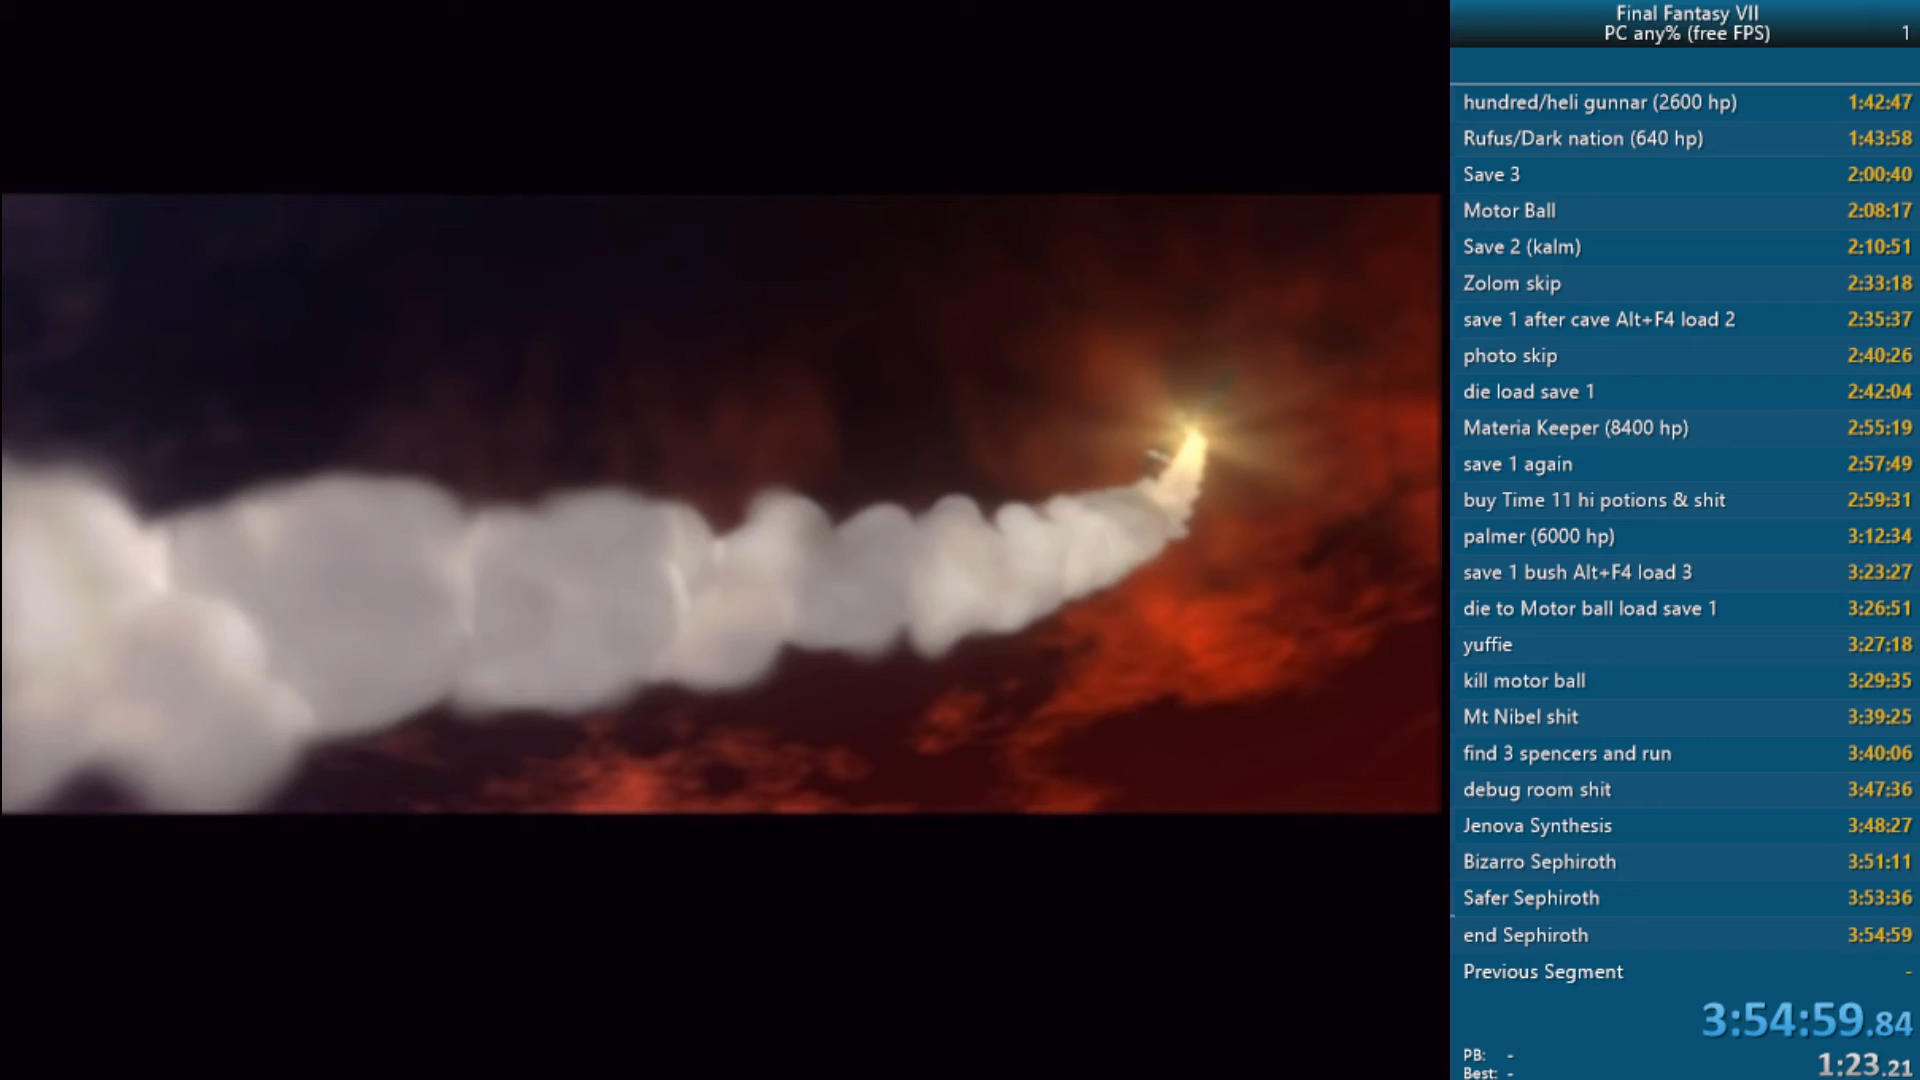 Final Fantasy VII
PC any% (free FPS) 1
hundred/heli gunnar (2600 hp) 1:42:47
Rufus/Dark nation (640 hp) 1:43:58
Save 3 2:00:40
Motor Ball 2:08:17
Save 2 (kalm) 2:10:51
Zolom skip 2:33:18
save 1 after cave Alt+F4 load 2 2:35:37
photo skip 2:40:26
die load save 1 2:42:04
Materia Keeper (8400 hp) 2:55:19
save 1 again 2:57:49
buy Time 11 hi potions & shit 2:59:31
palmer (6000 hp) 3:12:34
save 1 bush Alt+F4 load 3 3:23:27
die to Motor ball load save 1 3:26:51
yuffie 3:27:18
kill motor ball 3:29:35
Mt Nibel shit 3:39:25
find 3 spencers and run 3:40:06
debug room shit 3:47:36
Jenova Synthesis 3:48:27
Bizarro Sephiroth 3:51:11
Safer Sephiroth 3:53:36
end Sephiroth 3:54:59
Previous Segment -
3:54:59.84
PB: -
Best: - 1:23.21